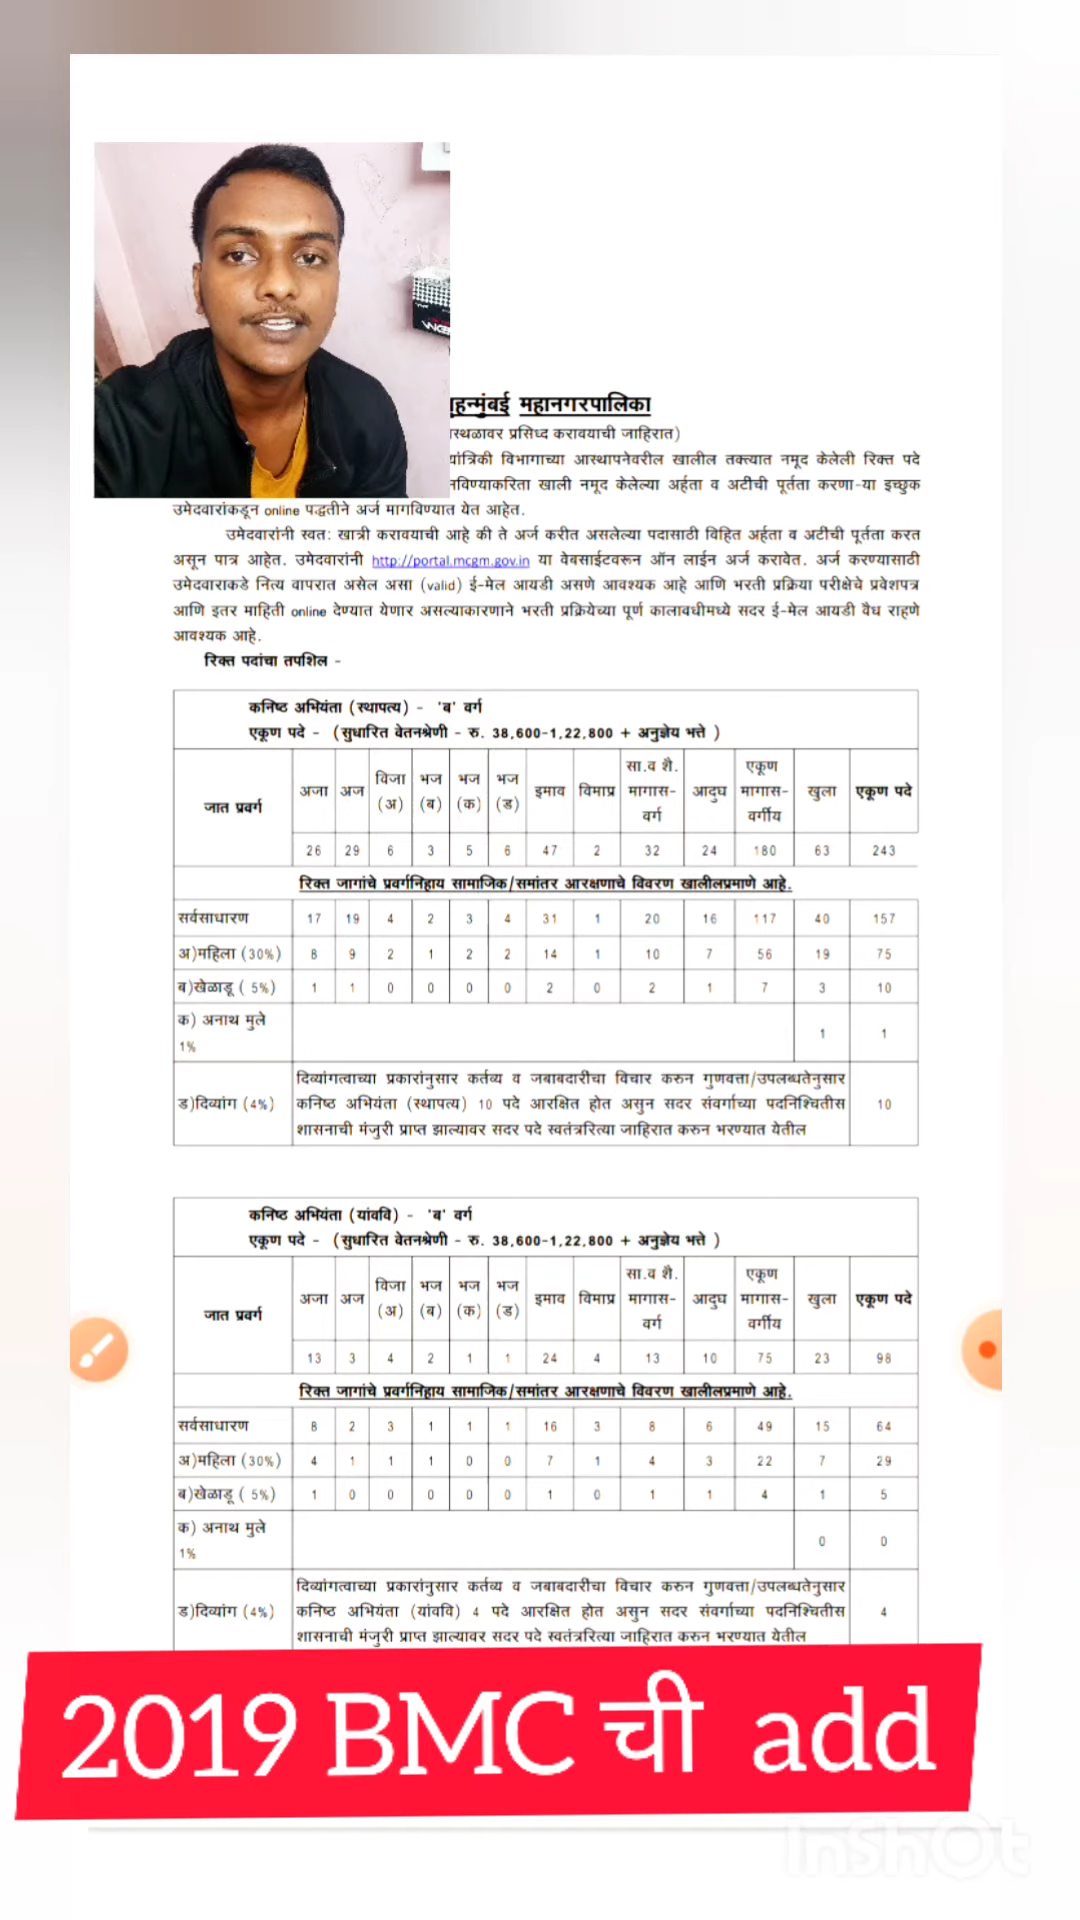 बृहन्मुंबई महानगरपालिका
प्रसिध्द करावयाची जाहिरात)
विभागाच्या आस्थापनेवरील खालील तक्त्यात नमूद केलेली रिक्त पदे
खाली नमूद केलेल्या अर्हता व अटींची पूर्तता करणा-या इच्छुक
उमेदवारांकडून online पद्धतीने अर्ज मागविण्यात येत आहेत.
उमेदवारांनी स्वत: खात्री करावयाची आहे की ते अर्ज करीत असलेल्या पदासाठी विहित अर्हता व अटींची पूर्तता करत
असून पात्र आहेत. उमेदवारांनी http://portal.mcgm.gov.in या वेबसाईटवरून ऑन लाईन अर्ज करावेत. अर्ज करण्यासाठी
उमेदवाराकडे नित्य वापरात असेल असा (valid) ई-मेल आयडी असणे आवश्यक आहे आणि भरती प्रक्रिया परीक्षेचे प्रवेशपत्र
आणि इतर माहिती online देण्यात येणार असल्याकारणाने भरती प्रक्रियेच्या पूर्ण कालावधीमध्ये सदर ई-मेल आयडी वैध राहणे
आवश्यक आहे.
रिक्त पदांचा तपशिल -
कनिष्ठ अभियंता (स्थापत्य) - 'ब' वर्ग
एकूण पदे - (सुधारित वेतनश्रेणी - रु. 38,600-1,22,800 + अनुज्ञेय भत्ते )
जात प्रवर्ग अजा अज विजा (अ) भज (ब) भज (क) भज (ड) इमाव विमाप्र सा.व शै. मागास- वर्ग आदुघ एकूण मागास- वर्गीय खुला एकूण पदे
26 29 6 3 5 6 47 2 32 24 180 63 243
रिक्त जागांचे प्रवर्गनिहाय सामाजिक/समांतर आरक्षणाचे विवरण खालीलप्रमाणे आहे.
सर्वसाधारण 17 19 4 2 3 4 31 1 20 16 117 40 157
अ)महिला (30%) 8 9 2 1 2 2 14 1 10 7 56 19 75
ब)खेळाडू ( 5%) 1 1 0 0 0 0 2 0 2 1 7 3 10
क) अनाथ मुले
1% 1 1
दिव्यांगत्वाच्या प्रकारांनुसार कर्तव्य व जबाबदारीचा विचार करुन गुणवत्ता/उपलब्धतेनुसार
ड)दिव्यांग (4%) कनिष्ठ अभियंता (स्थापत्य) 10 पदे आरक्षित होत असुन सदर संवर्गाच्या पदनिश्चितीस 10
शासनाची मंजुरी प्राप्त झाल्यावर सदर पदे स्वतंत्ररित्या जाहिरात करुन भरण्यात येतील
कनिष्ठ अभियंता (यांववि) - 'ब' वर्ग
एकूण पदे - (सुधारित वेतनश्रेणी - रु. 38,600-1,22,800 + अनुज्ञेय भत्ते )
जात प्रवर्ग अजा अज विजा (अ) भज (ब) भज (क) भज (ड) इमाव विमाप्र सा.व शै. मागास- वर्ग आदुघ एकूण मागास- वर्गीय खुला एकूण पदे
13 3 4 2 1 1 24 4 13 10 75 23 98
रिक्त जागांचे प्रवर्गनिहाय सामाजिक/समांतर आरक्षणाचे विवरण खालीलप्रमाणे आहे.
सर्वसाधारण 8 2 3 1 1 1 16 3 8 6 49 15 64
अ)महिला (30%) 4 1 1 1 0 0 7 1 4 3 22 7 29
ब)खेळाडू ( 5%) 1 0 0 0 0 0 1 0 1 1 4 1 5
क) अनाथ मुले
1% 0 0
दिव्यांगत्वाच्या प्रकारांनुसार कर्तव्य व जबाबदारीचा विचार करुन गुणवत्ता/उपलब्धतेनुसार
ड)दिव्यांग (4%) कनिष्ठ अभियंता (यांववि) 4 पदे आरक्षित होत असुन सदर संवर्गाच्या पदनिश्चितीस 4
शासनाची मंजुरी प्राप्त झाल्यावर सदर पदे स्वतंत्ररित्या जाहिरात करुन भरण्यात येतील
2019 BMC ची add
InShOt